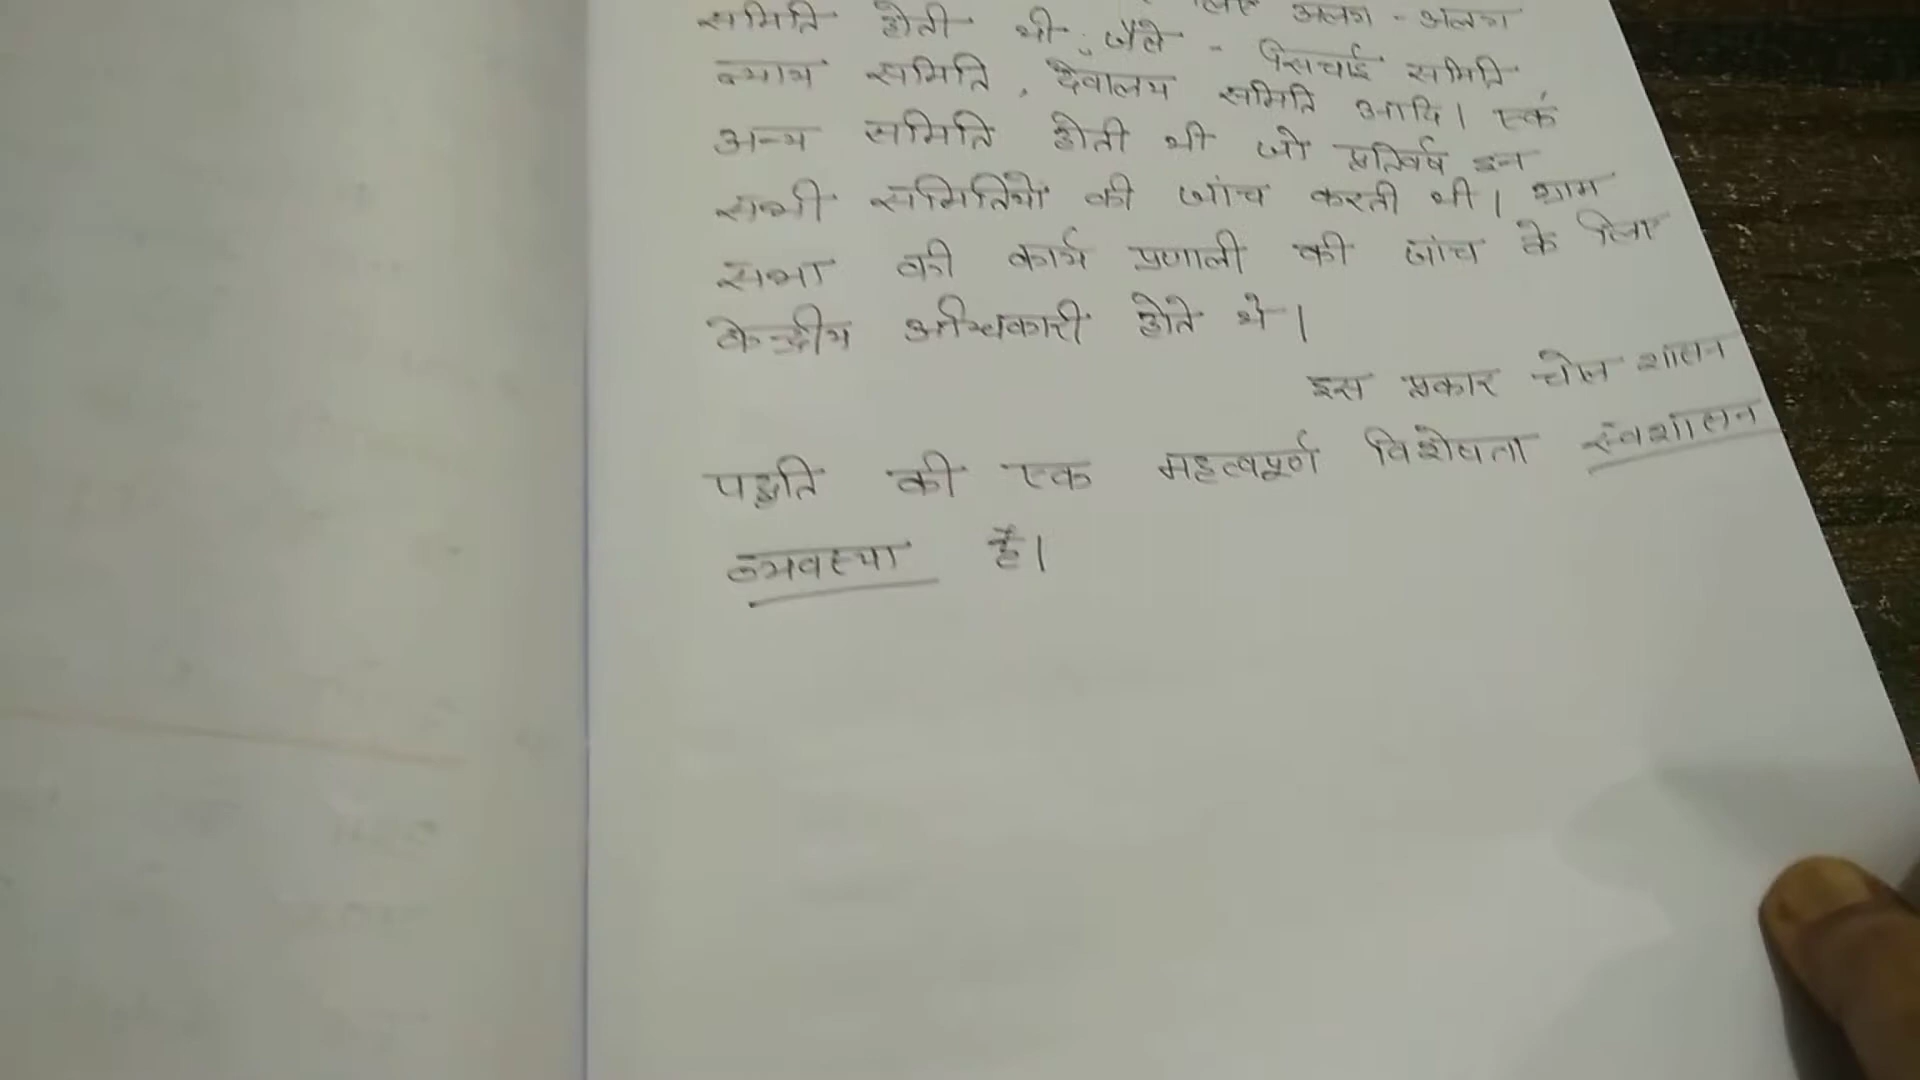 लिए अलग - अलग
समिति होती थी, जैसे - सिंचाई समिति
न्याय समिति, देवालय समिति आदि। एक
अन्य समिति होती थी जो प्रतिवर्ष इन
सभी समितियों की जांच करती थी। ग्राम
सभा की कार्य प्रणाली की जांच के लिए
केन्द्रीय अधिकारी होते थे।
इस प्रकार चोल शासन
पद्धति की एक महत्वपूर्ण विशेषता स्वशासन
व्यवस्था है।